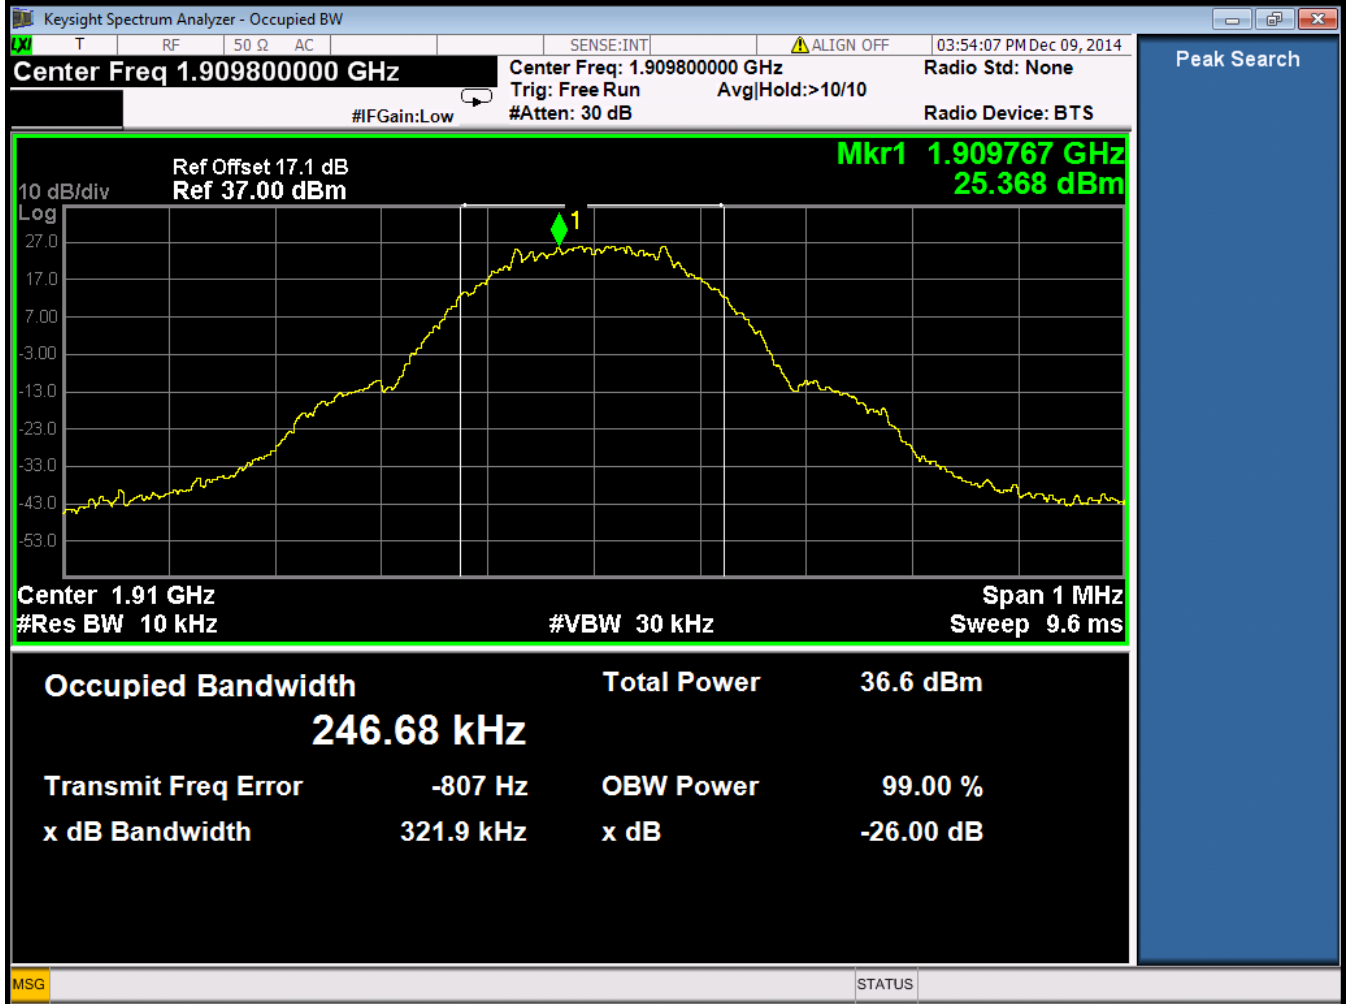 Keysight Spectrum Analyzer - Occupied BW
LXI T RF 50 Ω AC SENSE:INT ALIGN OFF 03:54:07 PM Dec 09, 2014
Center Freq 1.909800000 GHz
Center Freq: 1.909800000 GHz Radio Std: None
Trig: Free Run Avg|Hold:>10/10
#IFGain:Low #Atten: 30 dB Radio Device: BTS
Peak Search
Mkr1 1.909767 GHz
25.368 dBm
Ref Offset 17.1 dB
10 dB/div Ref 37.00 dBm
Log
1
27.0
17.0
7.00
-3.00
-13.0
-23.0
-33.0
-43.0
-53.0
Center 1.91 GHz Span 1 MHz
#Res BW 10 kHz #VBW 30 kHz Sweep 9.6 ms
Occupied Bandwidth Total Power 36.6 dBm
246.68 kHz
Transmit Freq Error -807 Hz OBW Power 99.00 %
x dB Bandwidth 321.9 kHz x dB -26.00 dB
MSG STATUS